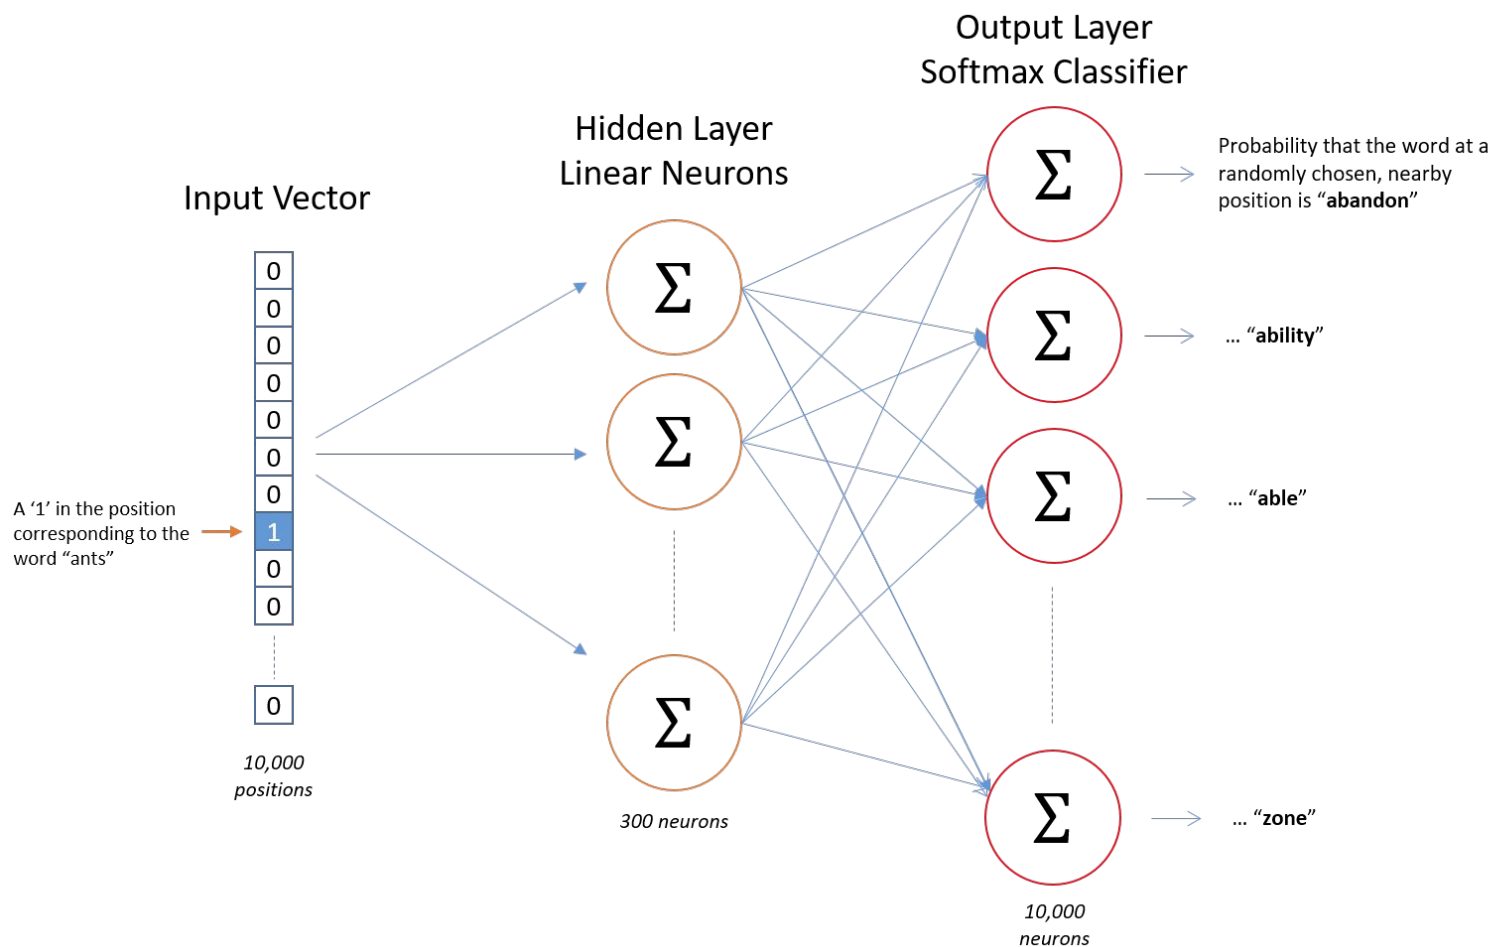 Output Layer
Softmax Classifier
Hidden Layer
Linear Neurons
Input Vector
0
0
0
0
0
0
0
1
0
0
0
A ‘1’ in the position
corresponding to the
word “ants”
10,000
positions
Σ
Σ
Σ
300 neurons
Σ
Σ
Σ
Σ
10,000
neurons
Probability that the word at a
randomly chosen, nearby
position is “abandon”
... “ability”
... “able”
... “zone”